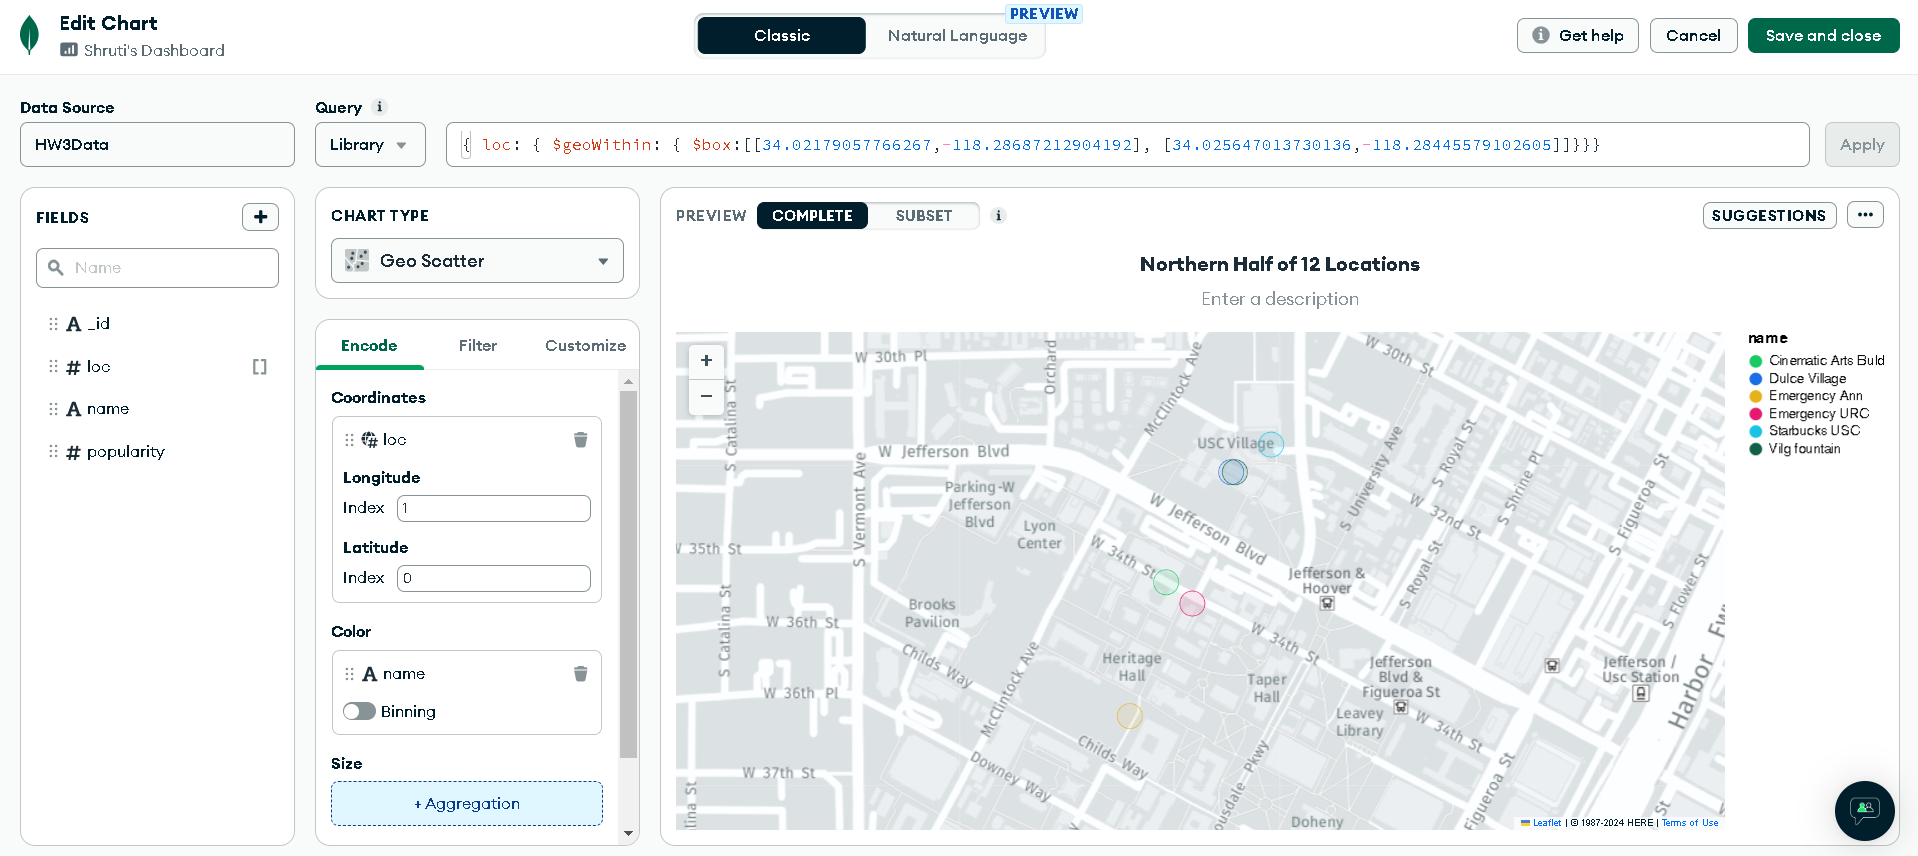 Edit Chart
Shruti's Dashboard
Classic
Natural Language
PREVIEW
Get help
Cancel
Save and close
Data Source
HW3Data
Query
Library
{ loc: { $geoWithin: { $box:[[34.02179057766267,-118.28687212904192], [34.025647013730136,-118.28445579102605]]}}}
Apply
FIELDS
Name
_id
loc
[]
name
popularity
CHART TYPE
Geo Scatter
Encode
Filter
Customize
Coordinates
loc
Longitude
Index 1
Latitude
Index 0
Color
name
Binning
Size
+ Aggregation
PREVIEW
COMPLETE
SUBSET
SUGGESTIONS
Northern Half of 12 Locations
Enter a description
+
−
W 30th Pl
Orchard
McClintock Ave
W 30th St
S Catalina St
S Vermont Ave
W Jefferson Blvd
USC Village
Parking-W
Jefferson
Blvd
Lyon
Center
W Jefferson Blvd
S University Ave
S Royal St
S Shrine Pl
W 32nd St
S Figueroa St
W 35th St
W 34th St
Jefferson &
Hoover
S Royal St
S Flower St
S Catalina St
Brooks
Pavilion
W 36th St
Childs Way
McClintock Ave
Heritage
Hall
W 34th St
Taper
Hall
Jefferson
Blvd &
Figueroa St
Jefferson /
Usc Station
Harbor Fw
W 36th Pl
Leavey
Library
W 34th St
Childs Way
Downey Way
W 37th St
talina St
ousdale Pkwy
Figueroa St
St
Doheny
Leaflet | © 1987-2024 HERE | Terms of Use
name
Cinematic Arts Buld
Dulce Village
Emergency Ann
Emergency URC
Starbucks USC
Vilg fountain